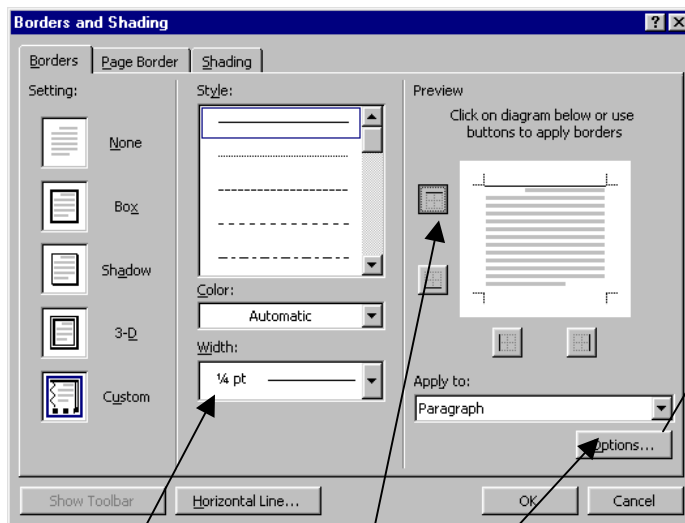 Borders and Shading
Borders Page Border Shading
Setting:
None
Box
Shadow
3-D
Custom
Style:
Color:
Automatic
Width:
¼ pt
Preview
Click on diagram below or use
buttons to apply borders
Apply to:
Paragraph
Options...
Show Toolbar Horizontal Line... OK Cancel